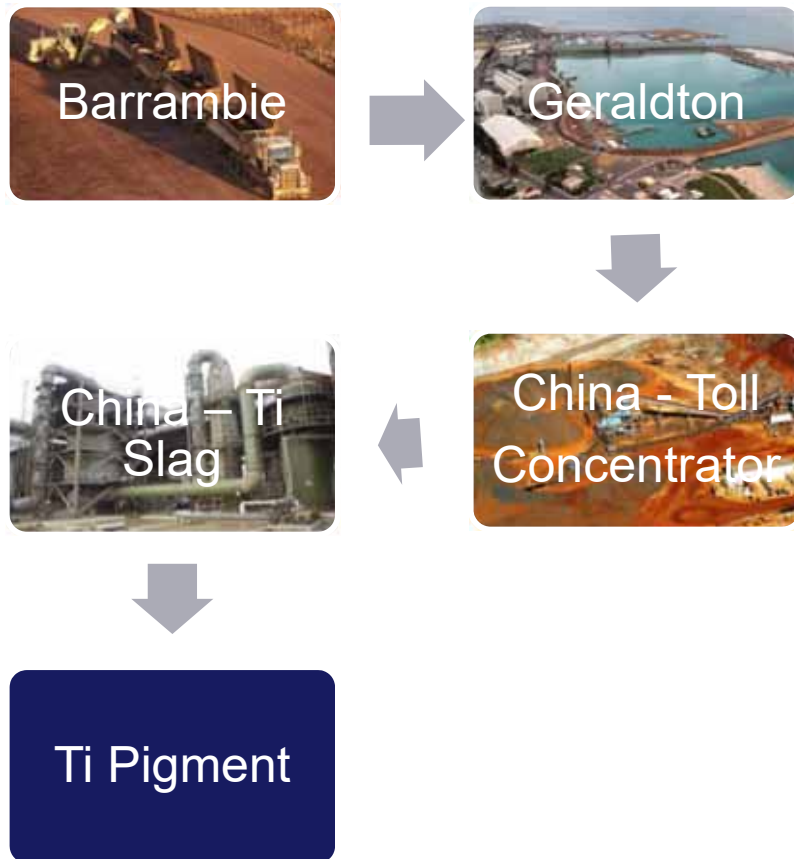 Barrambie
Geraldton
China - Toll
Concentrator
China – Ti
Slag
Ti Pigment